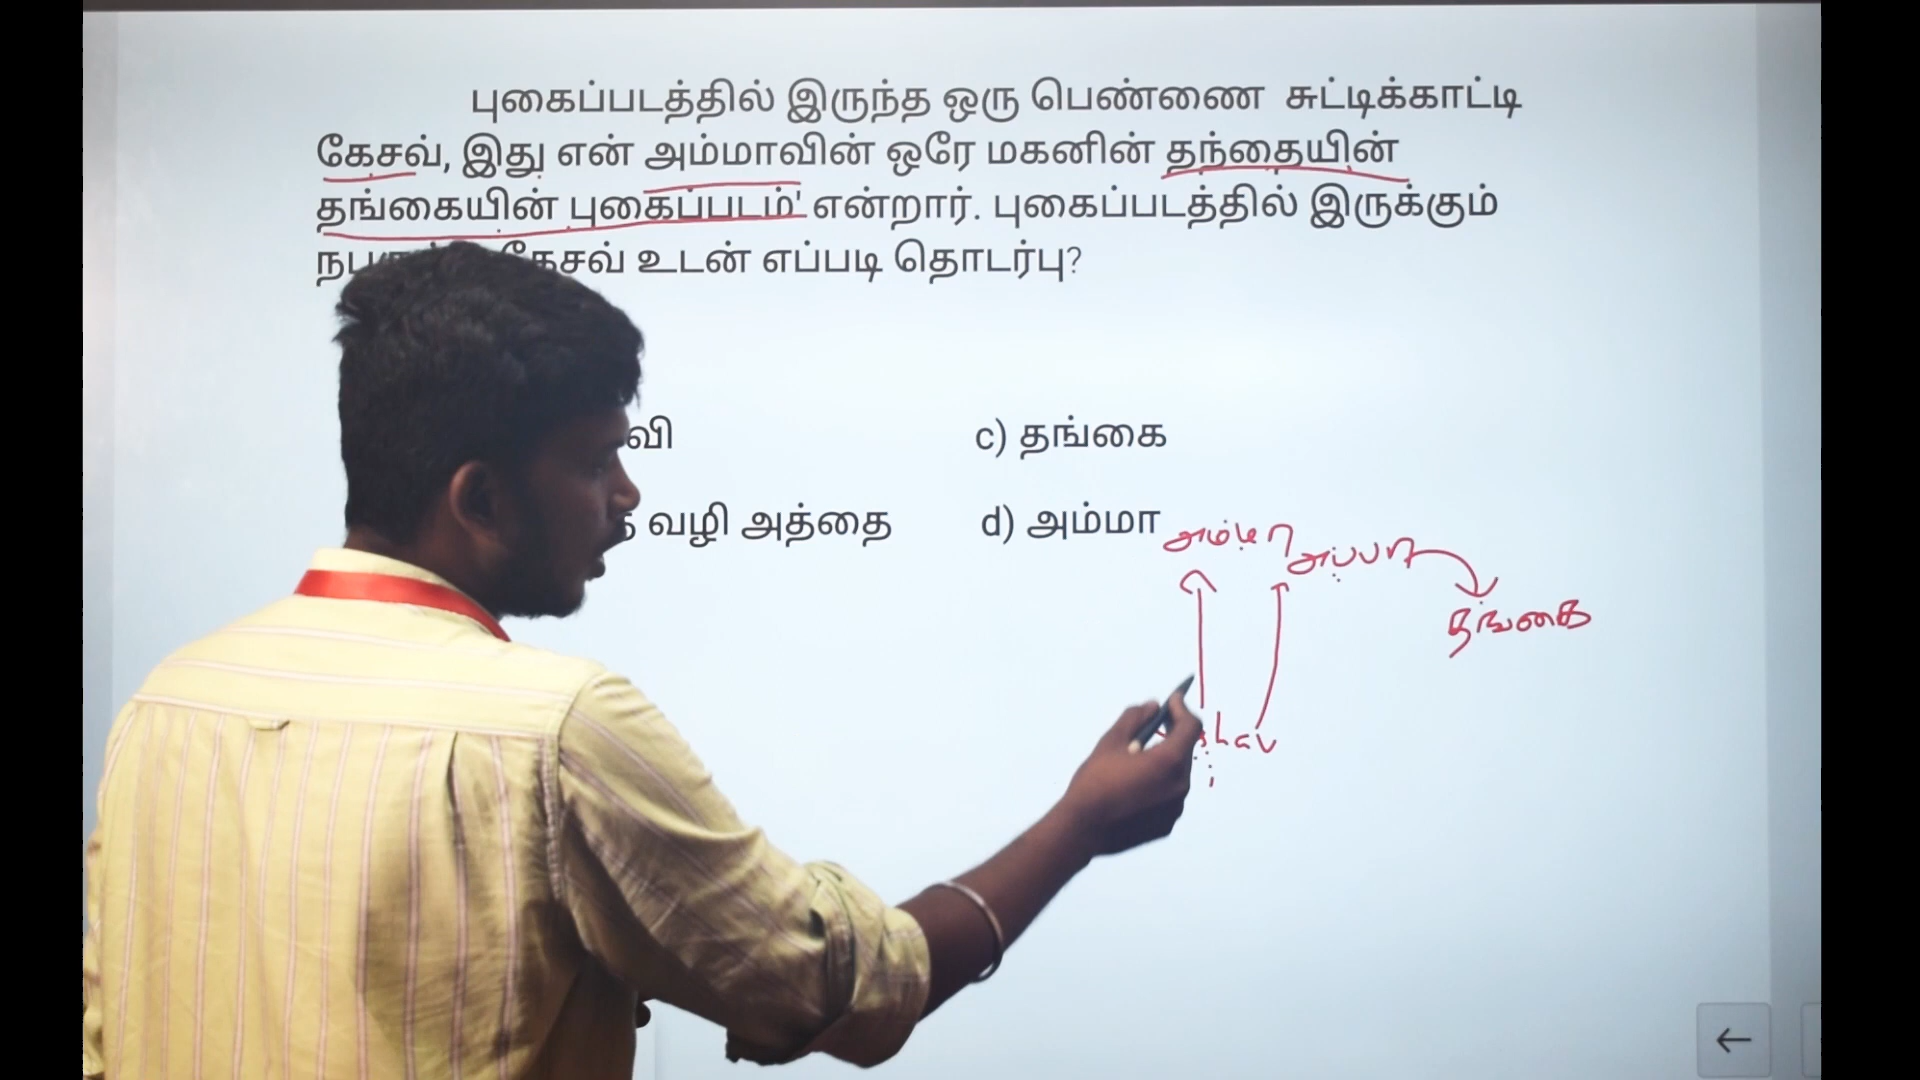 புகைப்படத்தில் இருந்த ஒரு பெண்ணை சுட்டிக்காட்டி
கேசவ், இது என் அம்மாவின் ஒரே மகனின் தந்தையின்
தங்கையின் புகைப்படம்' என்றார். புகைப்படத்தில் இருக்கும்
கேசவ் உடன் எப்படி தொடர்பு?
c) தங்கை
வழி அத்தை d) அம்மா
அம்மா
அப்பா
தங்கை